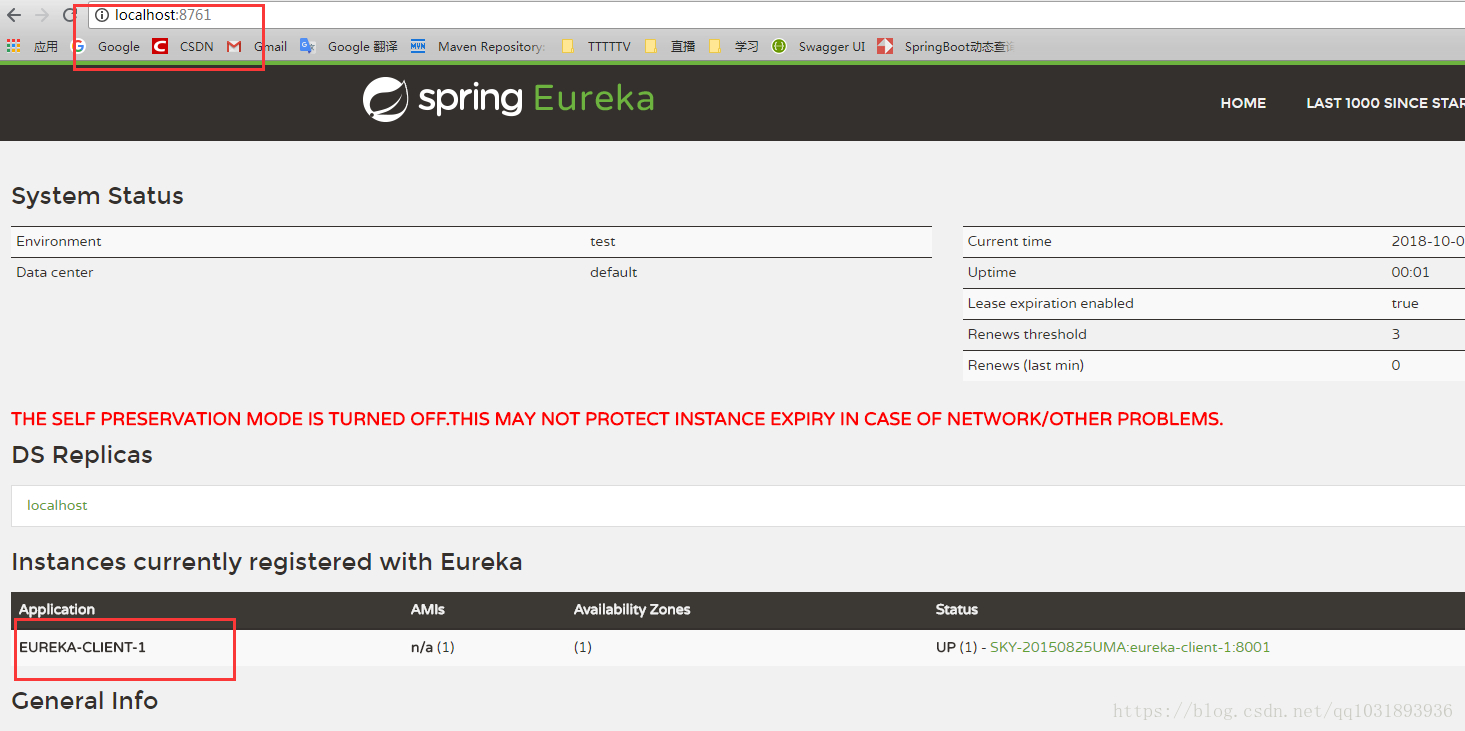 localhost:8761
应用 Google CSDN Gmail Google 翻译 Maven Repository: TTTTTV 直播 学习 Swagger UI SpringBoot动态查
spring Eureka HOME LAST 1000 SINCE STAR
System Status
Environment test Current time 2018-10-0
Data center default Uptime 00:01
Lease expiration enabled true
Renews threshold 3
Renews (last min) 0
THE SELF PRESERVATION MODE IS TURNED OFF.THIS MAY NOT PROTECT INSTANCE EXPIRY IN CASE OF NETWORK/OTHER PROBLEMS.
DS Replicas
localhost
Instances currently registered with Eureka
Application AMIs Availability Zones Status
EUREKA-CLIENT-1 n/a (1) (1) UP (1) - SKY-20150825UMA:eureka-client-1:8001
General Info
https://blog.csdn.net/qq1031893936